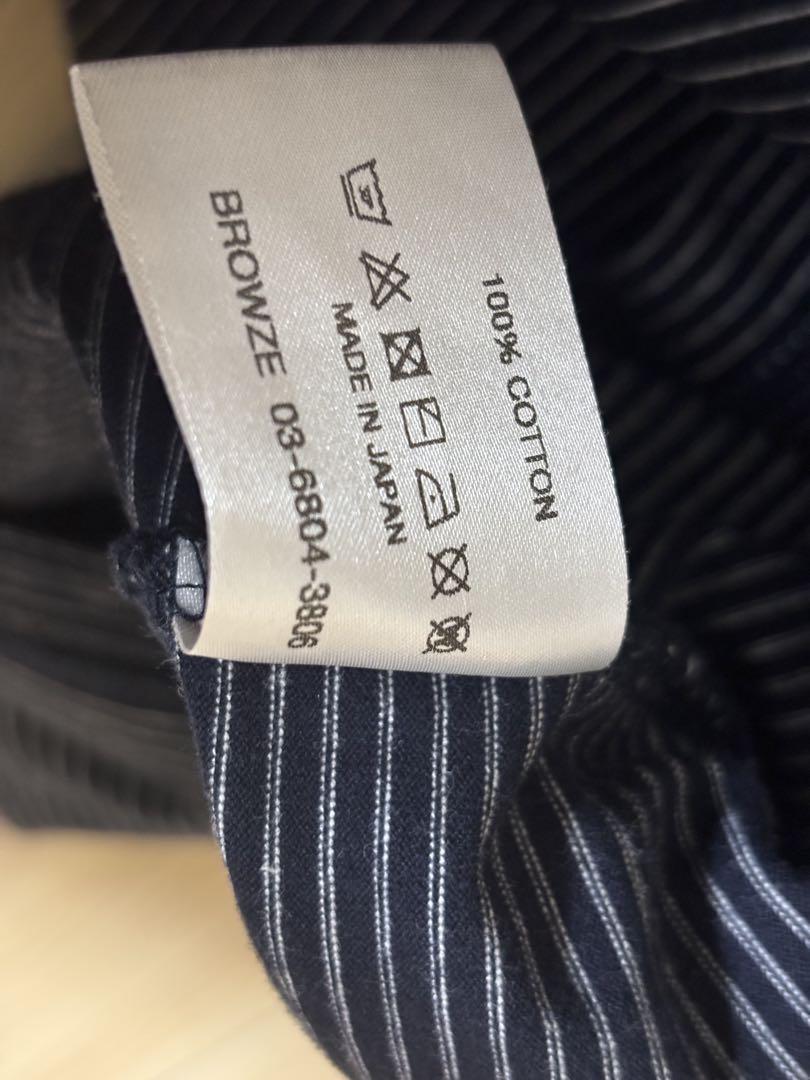 100% COTTON
MADE IN JAPAN
BROWZE 03-6804-3806